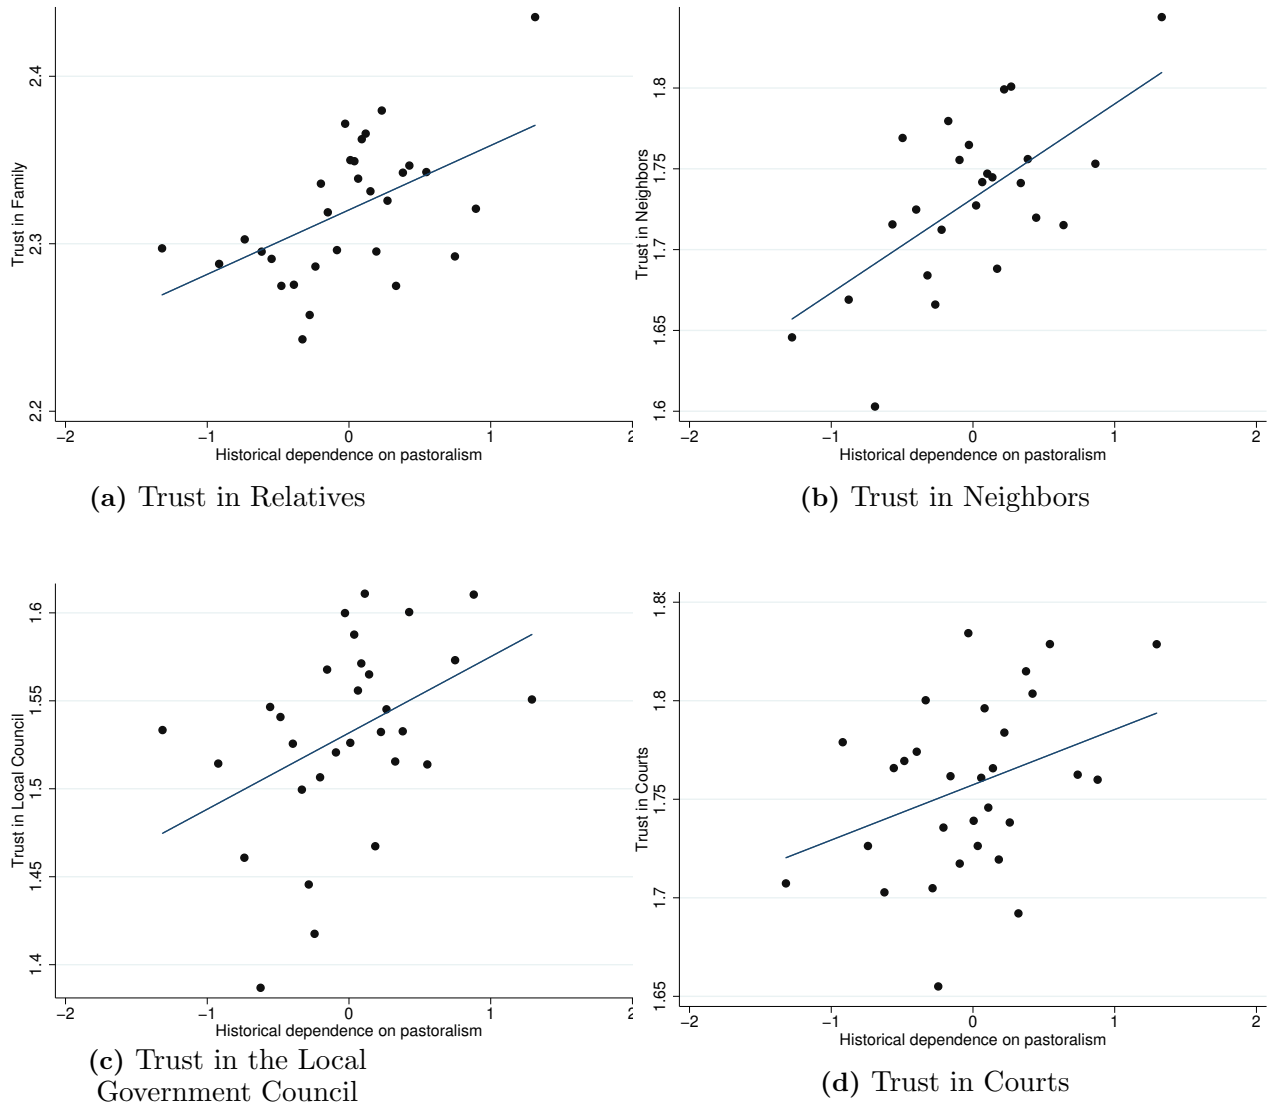 2.4
2.3
2.2
Trust in Family
−2
−1
0
1
2
Historical dependence on pastoralism
(a) Trust in Relatives
1.8
1.75
1.7
1.65
1.6
Trust in Neighbors
−2
−1
0
1
2
Historical dependence on pastoralism
(b) Trust in Neighbors
1.6
1.55
1.5
1.45
1.4
Trust in Local Council
−2
−1
0
1
2
Historical dependence on pastoralism
(c) Trust in the Local
Government Council
1.85
1.8
1.75
1.7
1.65
Trust in Courts
−2
−1
0
1
2
Historical dependence on pastoralism
(d) Trust in Courts